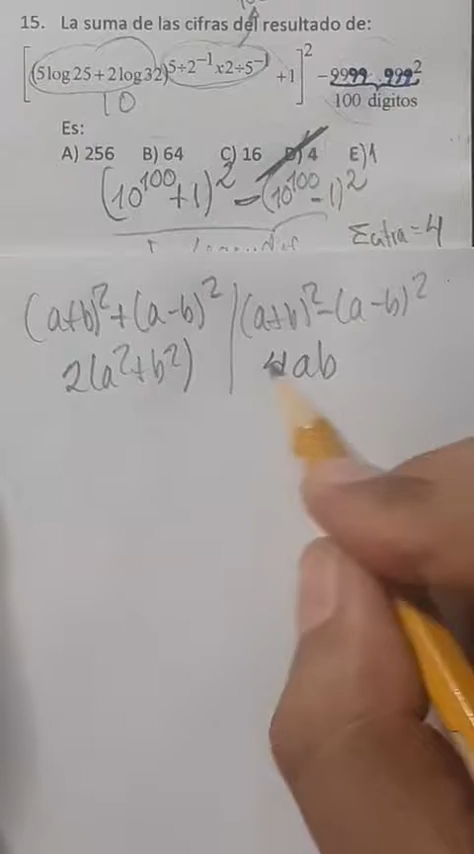 15. La suma de las cifras del resultado de:
[(5log25+2log32)^5÷2^-1x2÷5^-1 +1]^2 −9999...999^2
10
100 digitos
Es:
A) 256 B) 64 C) 16 D) 4 E)1
(10^100+1)^2−(10^100−1)^2
Σcifra=4
(a+b)^2+(a-b)^2 | (a+b)^2−(a−b)^2
2(a^2+b^2) | 4ab